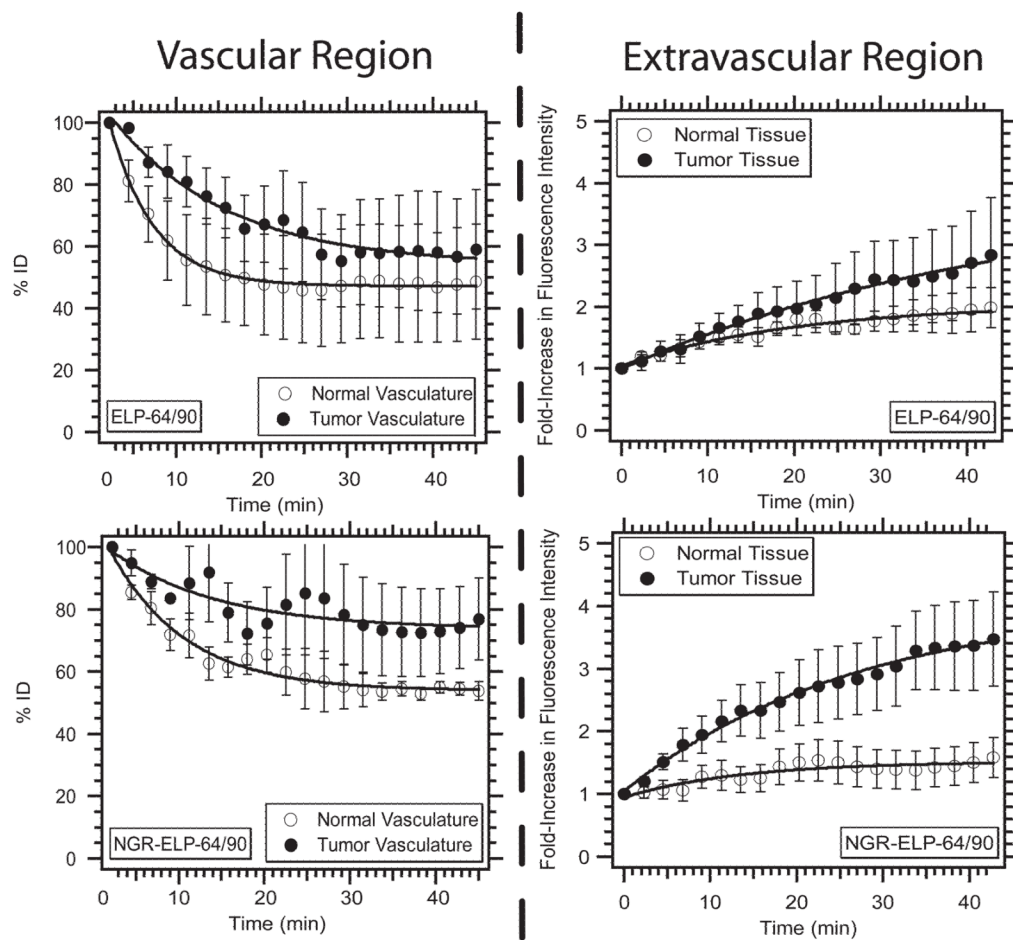 Vascular Region
100
80
60
40
20
0
% ID
Normal Vasculature
Tumor Vasculature
ELP-64/90
0 10 20 30 40
Time (min)
Extravascular Region
5
4
3
2
1
0
Fold-Increase in Fluorescence Intensity
Normal Tissue
Tumor Tissue
ELP-64/90
0 10 20 30 40
Time (min)
100
80
60
40
20
0
% ID
Normal Vasculature
Tumor Vasculature
NGR-ELP-64/90
0 10 20 30 40
Time (min)
5
4
3
2
1
0
Fold-Increase in Fluorescence Intensity
Normal Tissue
Tumor Tissue
NGR-ELP-64/90
0 10 20 30 40
Time (min)